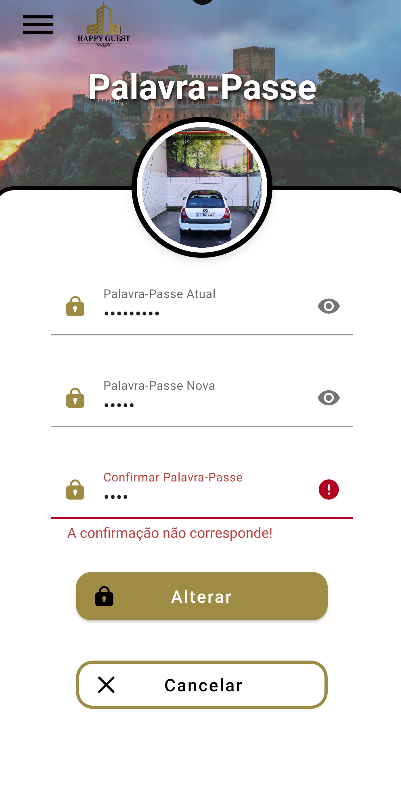 HAPPY GUEST
Palavra-Passe
Palavra-Passe Atual
•••••••••
Palavra-Passe Nova
•••••
Confirmar Palavra-Passe
••••
A confirmação não corresponde!
Alterar
Cancelar